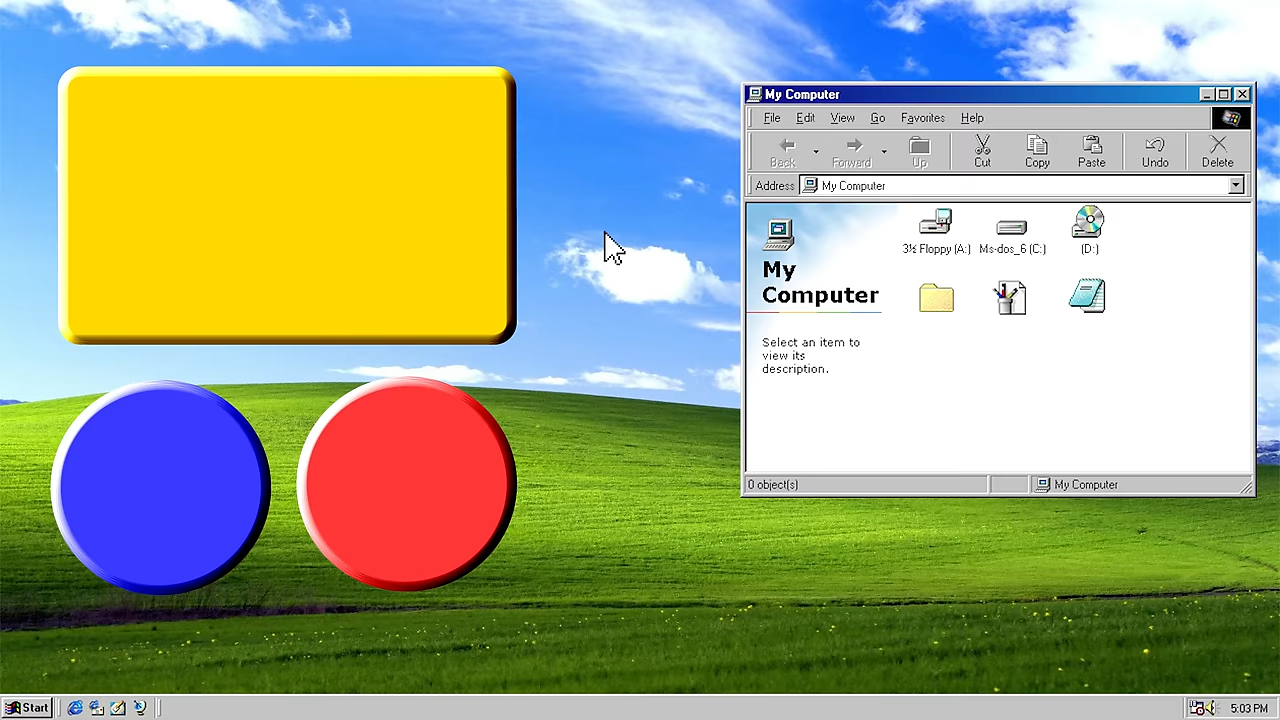 My Computer
File Edit View Go Favorites Help
Back Forward Up Cut Copy Paste Undo Delete
Address My Computer
3½ Floppy (A:) Ms-dos_6 (C:) (D:)
My
Computer
Select an item to
view its
description.
0 object(s) My Computer
Start 5:03 PM